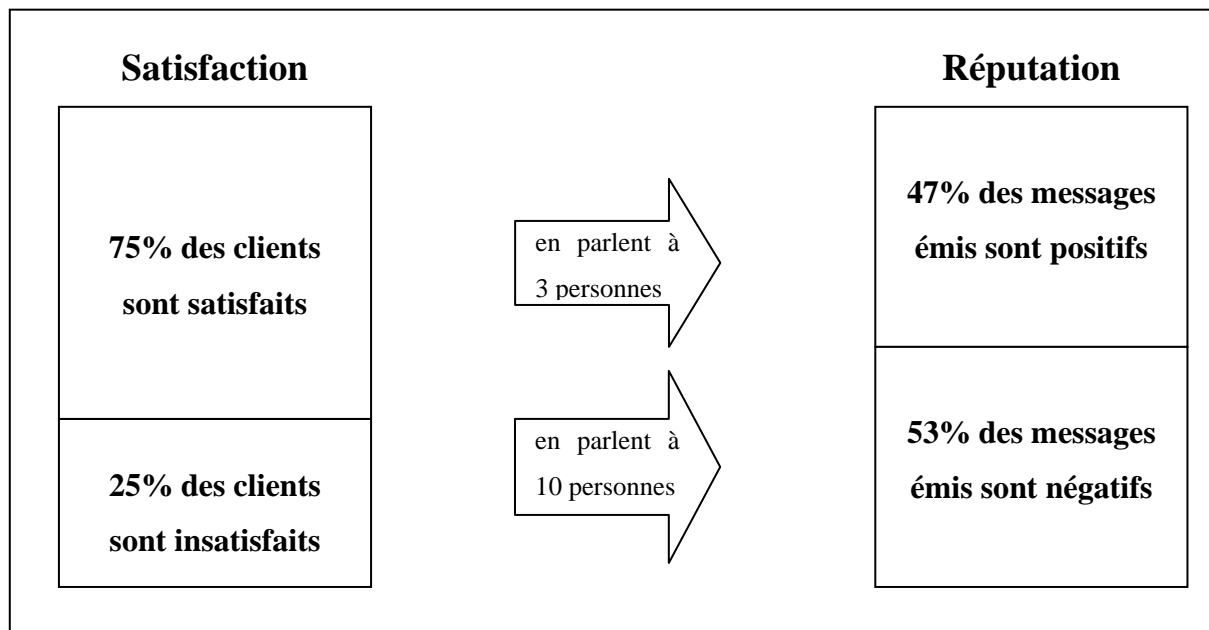 Satisfaction
75% des clients
sont satisfaits
25% des clients
sont insatisfaits
en parlent à
3 personnes
en parlent à
10 personnes
Réputation
47% des messages
émis sont positifs
53% des messages
émis sont négatifs